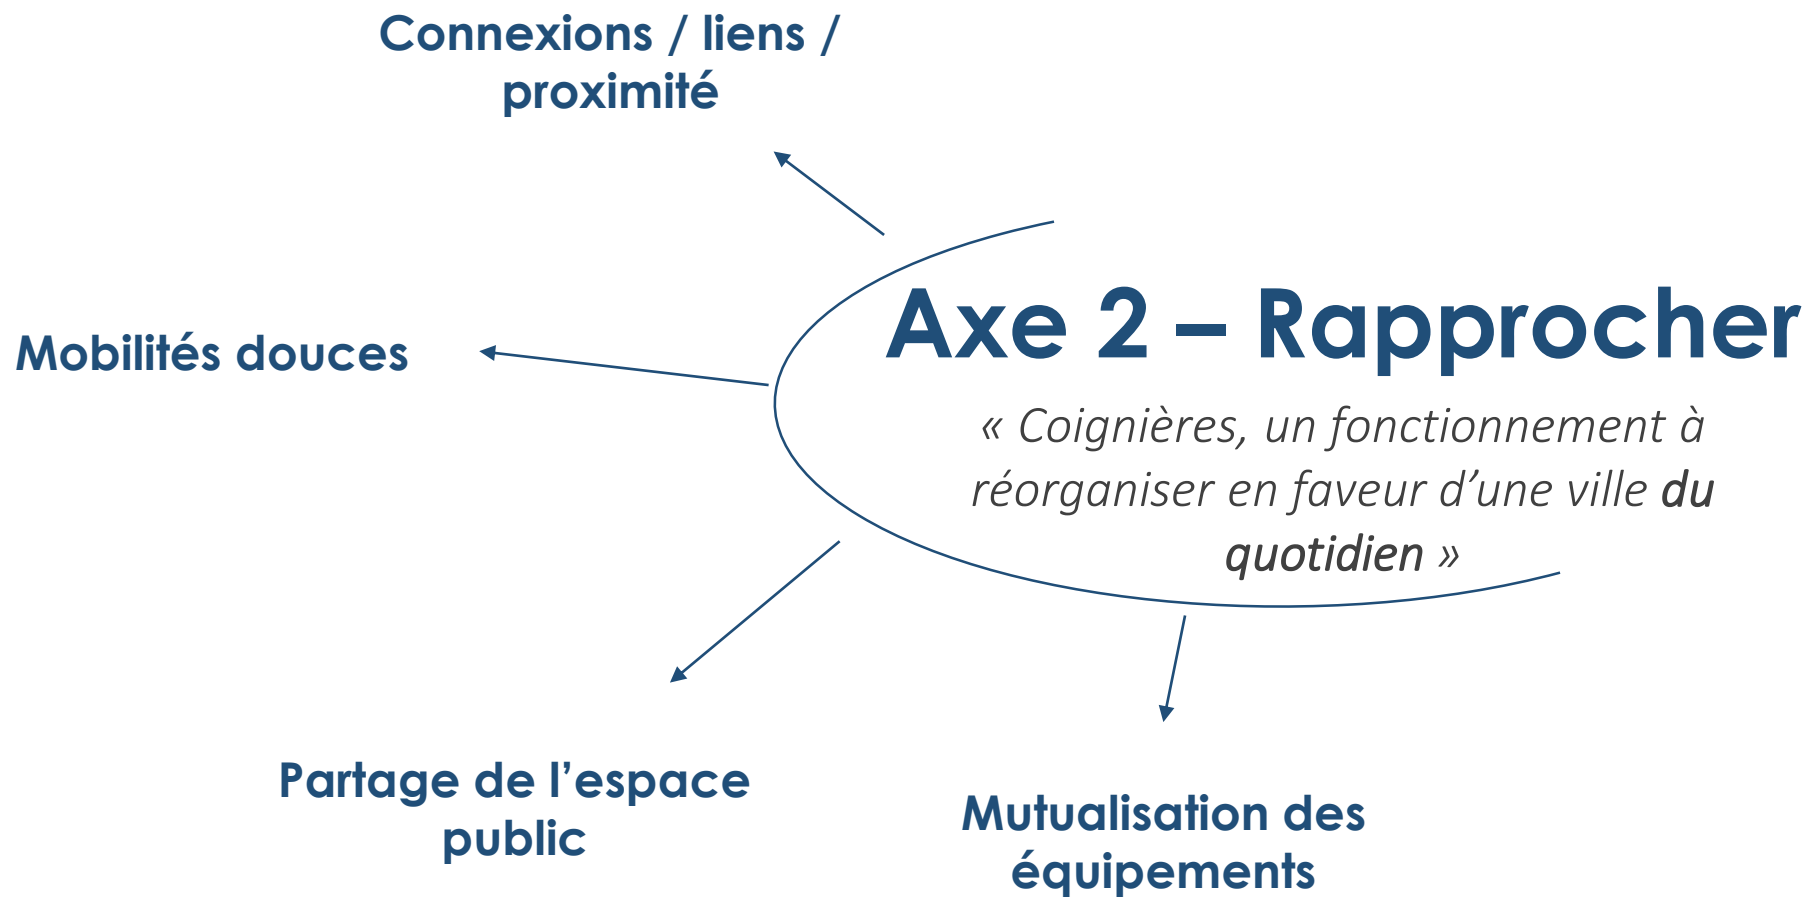 Connexions / liens /
proximité
Axe 2 – Rapprocher
Mobilités douces
« Coignières, un fonctionnement à
réorganiser en faveur d’une ville du
quotidien »
Partage de l’espace
public
Mutualisation des
équipements